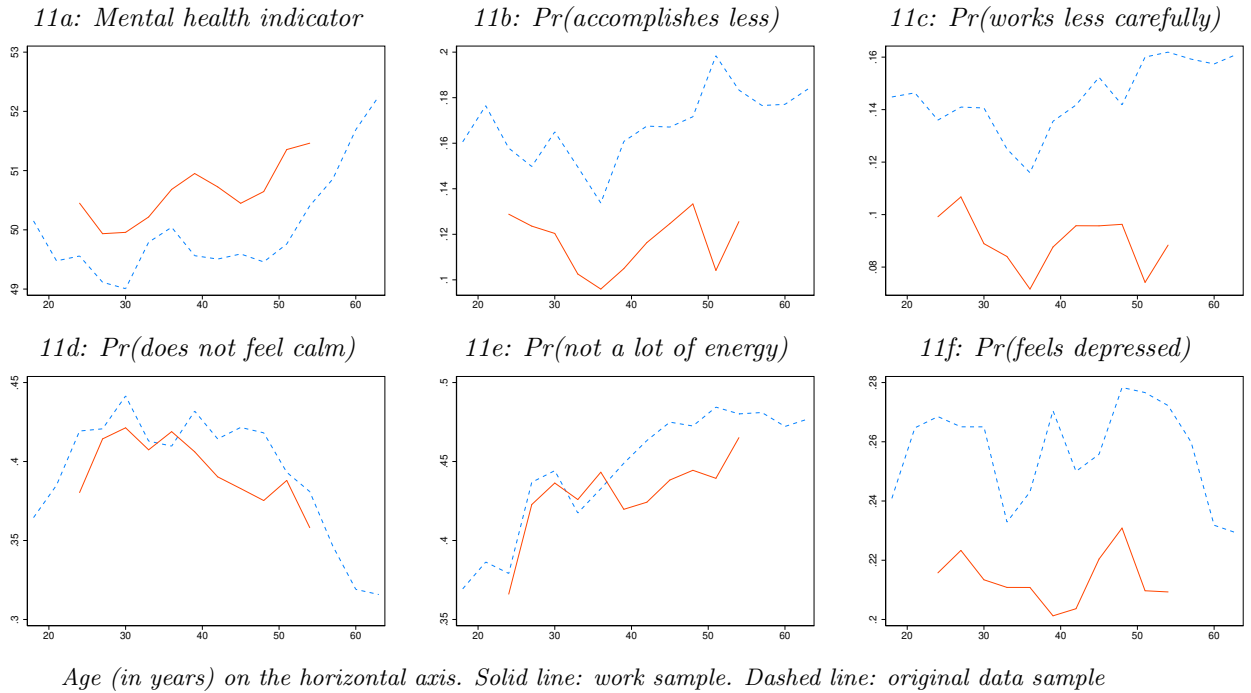 11a: Mental health indicator
11b: Pr(accomplishes less)
11c: Pr(works less carefully)
53
52
51
50
49
20 30 40 50 60
.2
.18
.16
.14
.12
.1
20 30 40 50 60
.16
.14
.12
.1
.08
20 30 40 50 60
11d: Pr(does not feel calm)
11e: Pr(not a lot of energy)
11f: Pr(feels depressed)
.45
.4
.35
.3
20 30 40 50 60
.5
.45
.4
.35
20 30 40 50 60
.28
.26
.24
.22
.2
20 30 40 50 60
Age (in years) on the horizontal axis. Solid line: work sample. Dashed line: original data sample